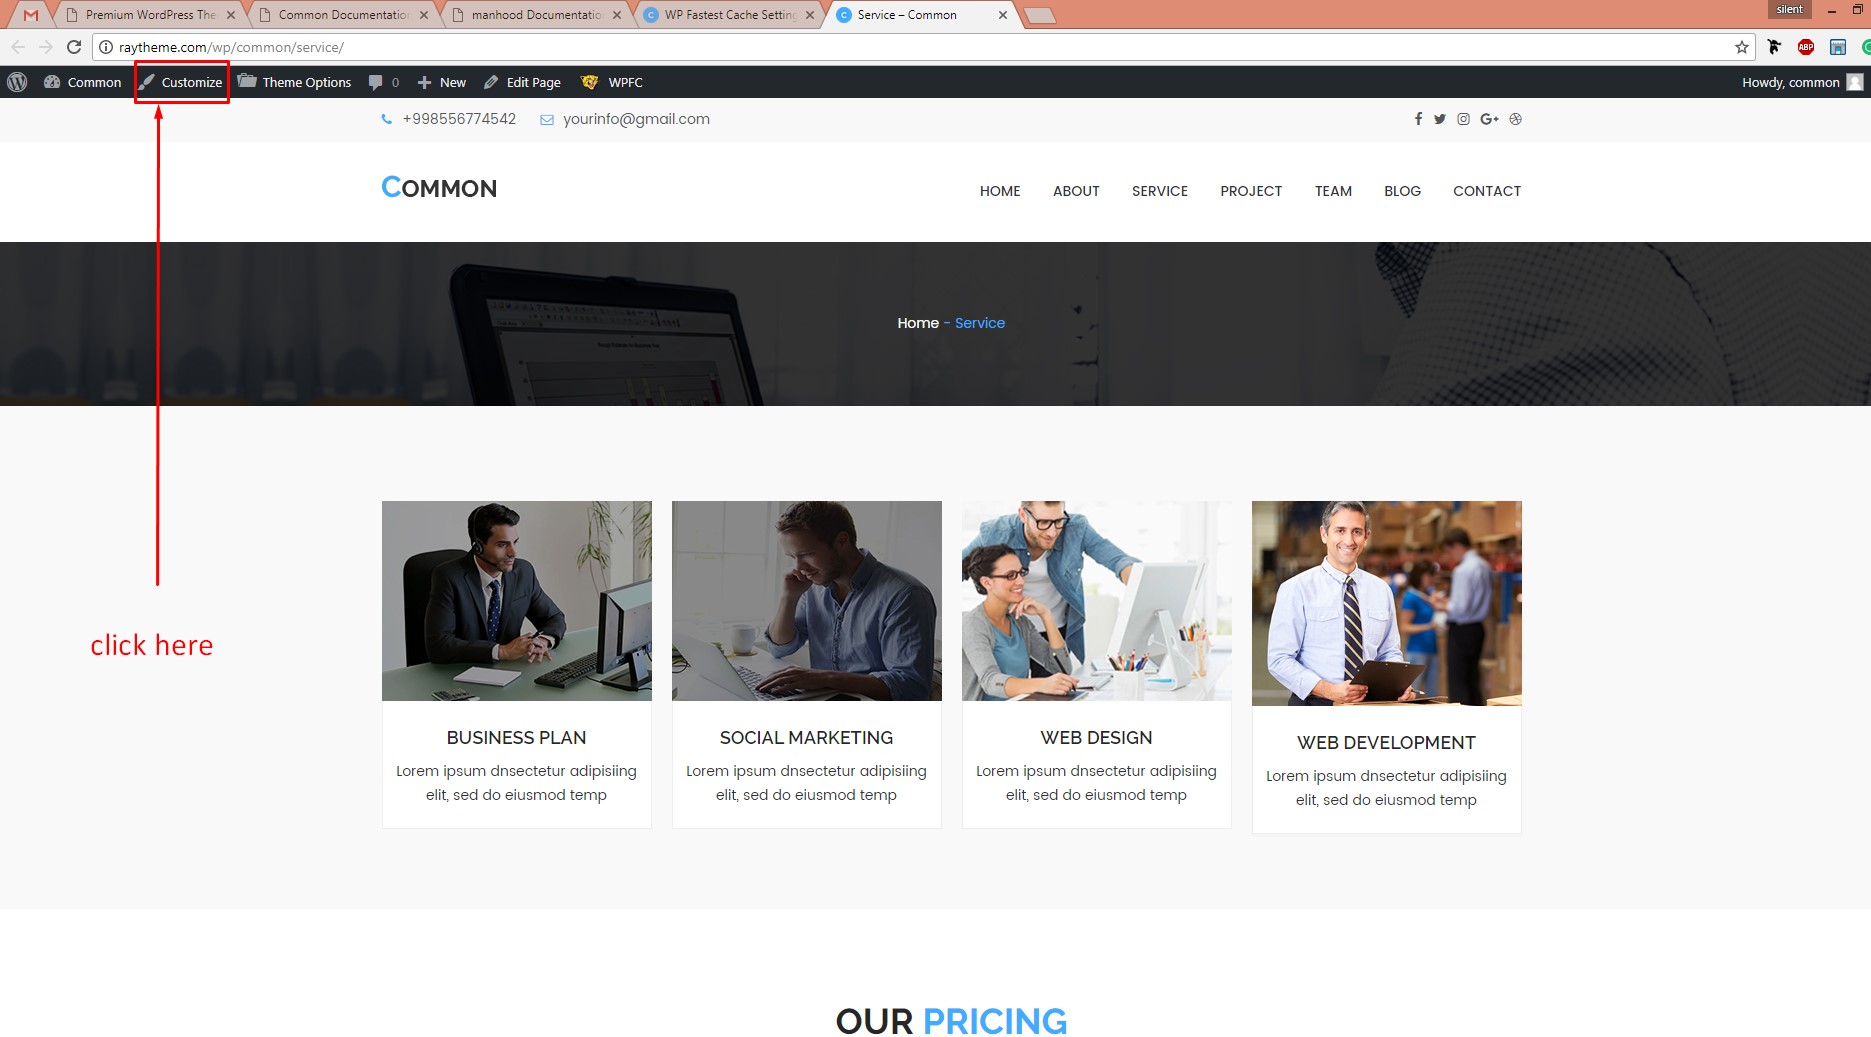 Premium WordPress The
Common Documentation
manhood Documentatio
WP Fastest Cache Setting
Service – Common
silent
raytheme.com/wp/common/service/
ABP
Common Customize Theme Options 0 New Edit Page WPFC Howdy, common
+998556774542 yourinfo@gmail.com
COMMON
HOME ABOUT SERVICE PROJECT TEAM BLOG CONTACT
Home - Service
click here
BUSINESS PLAN
Lorem ipsum dnsectetur adipisiing
elit, sed do eiusmod temp
SOCIAL MARKETING
Lorem ipsum dnsectetur adipisiing
elit, sed do eiusmod temp
WEB DESIGN
Lorem ipsum dnsectetur adipisiing
elit, sed do eiusmod temp
WEB DEVELOPMENT
Lorem ipsum dnsectetur adipisiing
elit, sed do eiusmod temp
OUR PRICING